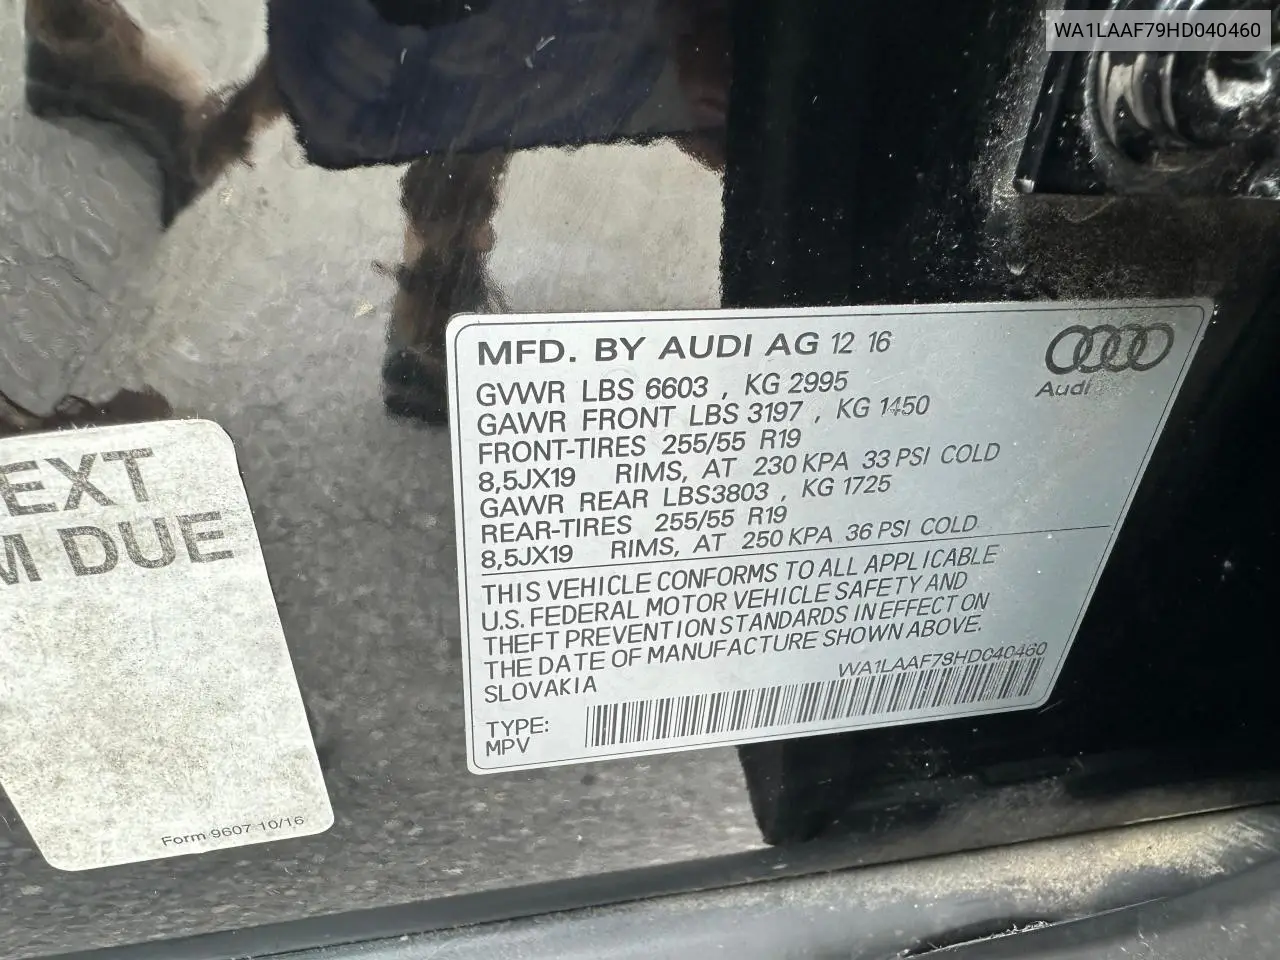 WA1LAAF79HD040460
MFD. BY AUDI AG 12 16
Audi
GVWR LBS 6603 , KG 2995
GAWR FRONT LBS 3197 , KG 1450
FRONT-TIRES 255/55 R19
8,5JX19 RIMS, AT 230 KPA 33 PSI COLD
GAWR REAR LBS3803 , KG 1725
REAR-TIRES 255/55 R19
8,5JX19 RIMS, AT 250 KPA 36 PSI COLD
THIS VEHICLE CONFORMS TO ALL APPLICABLE
U.S. FEDERAL MOTOR VEHICLE SAFETY AND
THEFT PREVENTION STANDARDS IN EFFECT ON
THE DATE OF MANUFACTURE SHOWN ABOVE.
SLOVAKIA
WA1LAAF79HD040460
TYPE:
MPV
EXT
M DUE
Form 9607 10/16